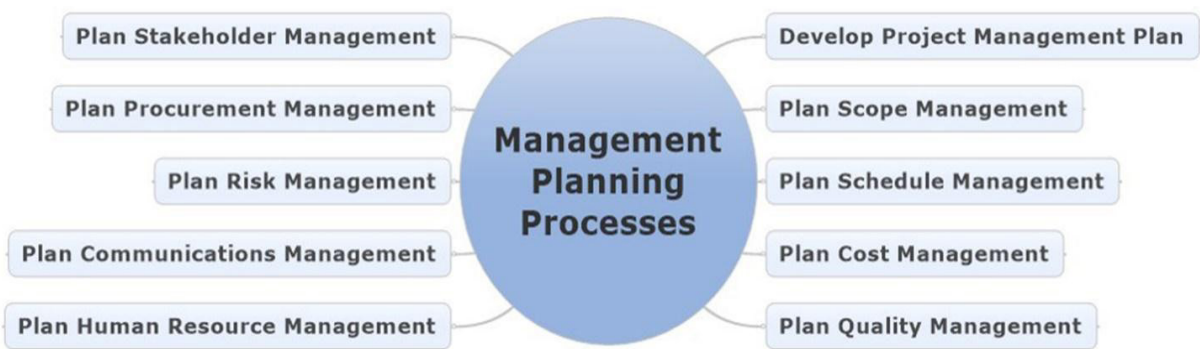 Plan Stakeholder Management
Plan Procurement Management
Plan Risk Management
Plan Communications Management
Plan Human Resource Management
Management
Planning
Processes
Develop Project Management Plan
Plan Scope Management
Plan Schedule Management
Plan Cost Management
Plan Quality Management